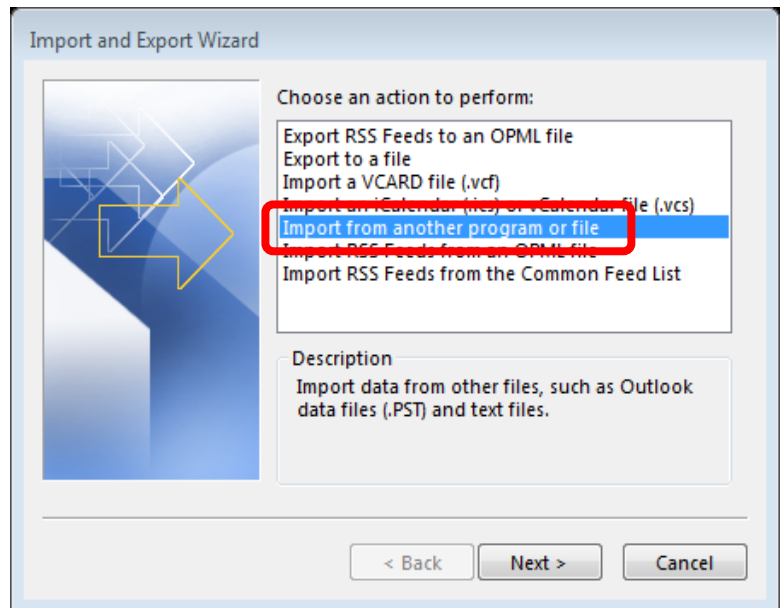 Import and Export Wizard
Choose an action to perform:
Export RSS Feeds to an OPML file
Export to a file
Import a VCARD file (.vcf)
Import an iCalendar (.ics) or vCalendar file (.vcs)
Import from another program or file
Import RSS Feeds from an OPML file
Import RSS Feeds from the Common Feed List
Description
Import data from other files, such as Outlook
data files (.PST) and text files.
< Back
Next >
Cancel